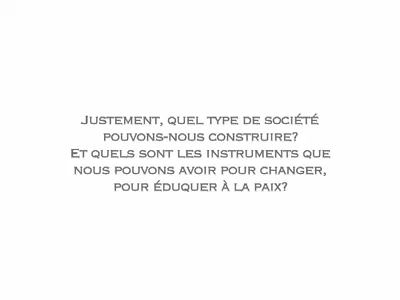 Justement, quel type de société
pouvons-nous construire?
Et quels sont les instruments que
nous pouvons avoir pour changer,
pour éduquer à la paix?